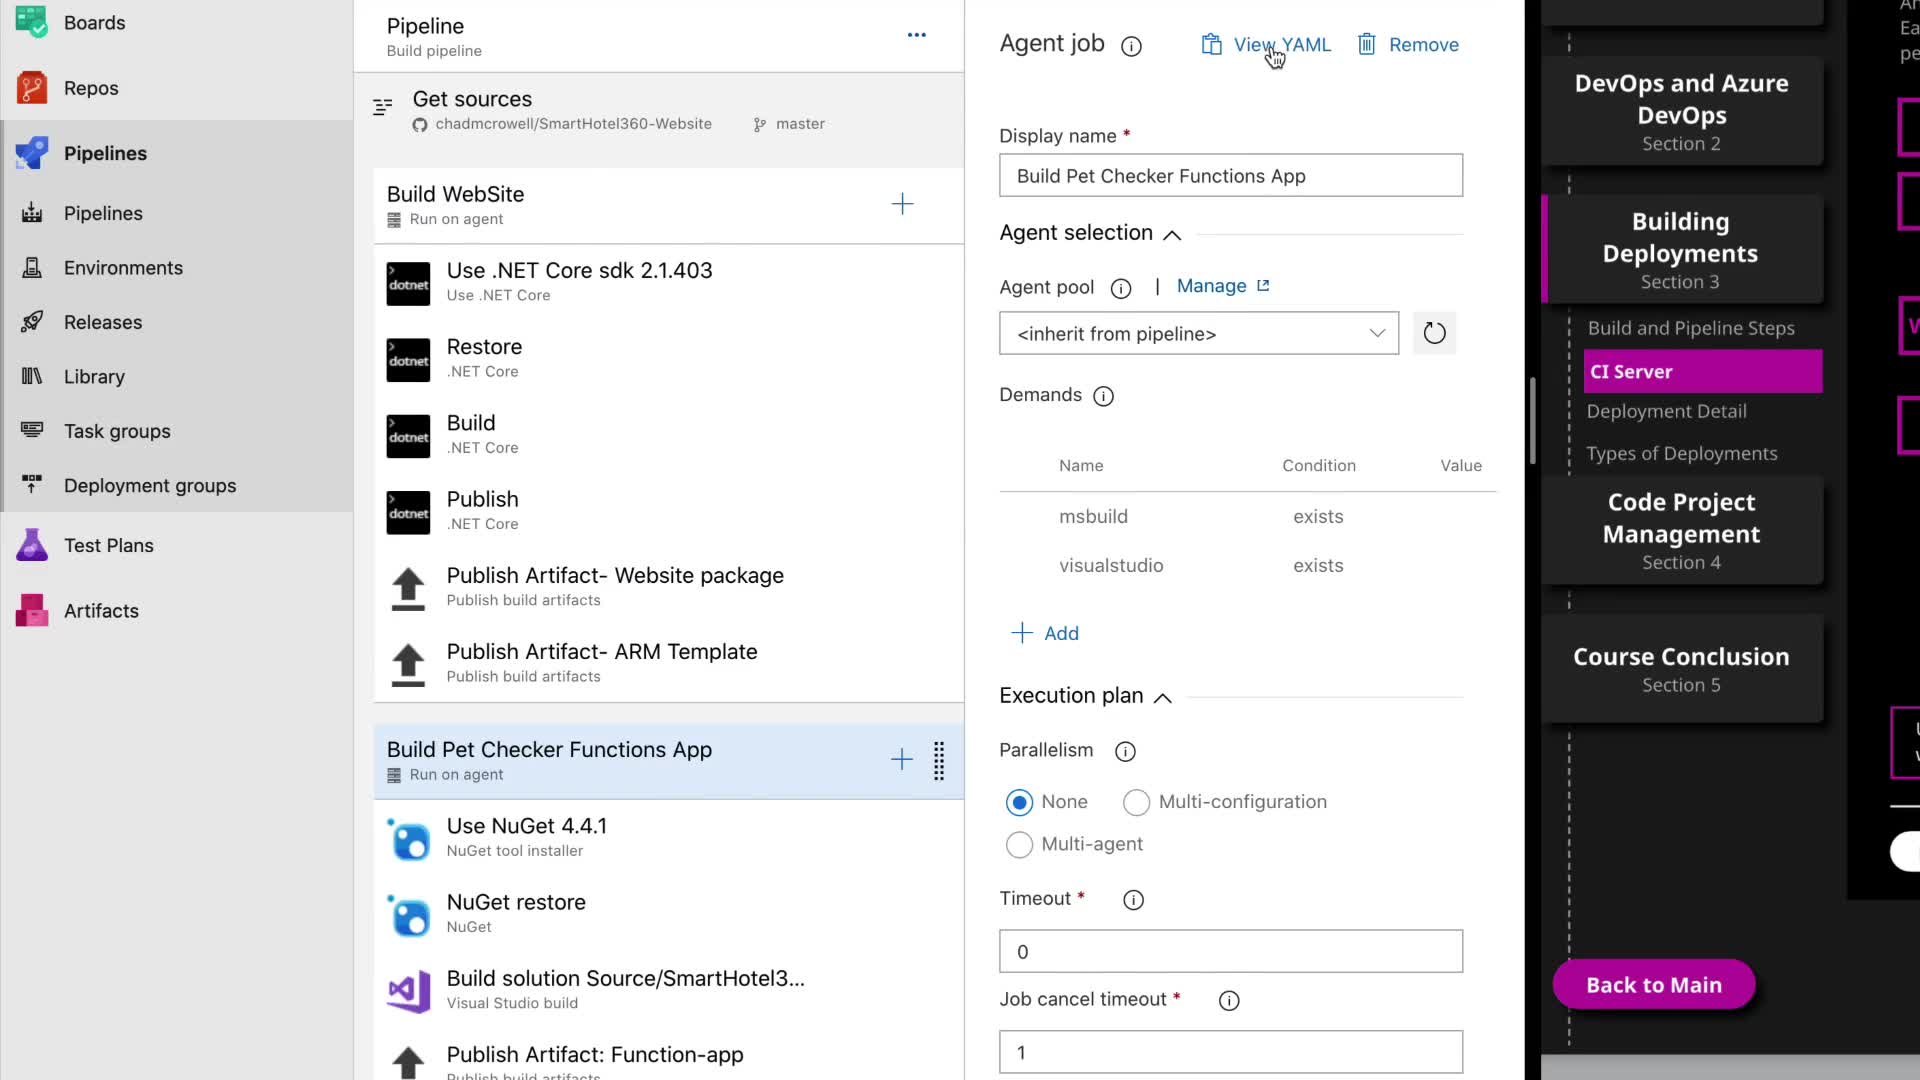 Boards
Repos
Pipelines
Pipelines
Environments
Releases
Library
Task groups
Deployment groups
Test Plans
Artifacts
Pipeline
Build pipeline
Get sources
chadmcrowell/SmartHotel360-Website
master
Build WebSite
Run on agent
dotnet
Use .NET Core sdk 2.1.403
Use .NET Core
dotnet
Restore
.NET Core
dotnet
Build
.NET Core
dotnet
Publish
.NET Core
Publish Artifact- Website package
Publish build artifacts
Publish Artifact- ARM Template
Publish build artifacts
Build Pet Checker Functions App
Run on agent
Use NuGet 4.4.1
NuGet tool installer
NuGet restore
NuGet
Build solution Source/SmartHotel3...
Visual Studio build
Publish Artifact: Function-app
Publish build artifacts
Agent job
View YAML
Remove
Display name *
Build Pet Checker Functions App
Agent selection
Agent pool | Manage
<inherit from pipeline>
Demands
Name Condition Value
msbuild exists
visualstudio exists
Add
Execution plan
Parallelism
None Multi-configuration
Multi-agent
Timeout *
0
Job cancel timeout *
1
DevOps and Azure
DevOps
Section 2
Building
Deployments
Section 3
Build and Pipeline Steps
CI Server
Deployment Detail
Types of Deployments
Code Project
Management
Section 4
Course Conclusion
Section 5
Back to Main